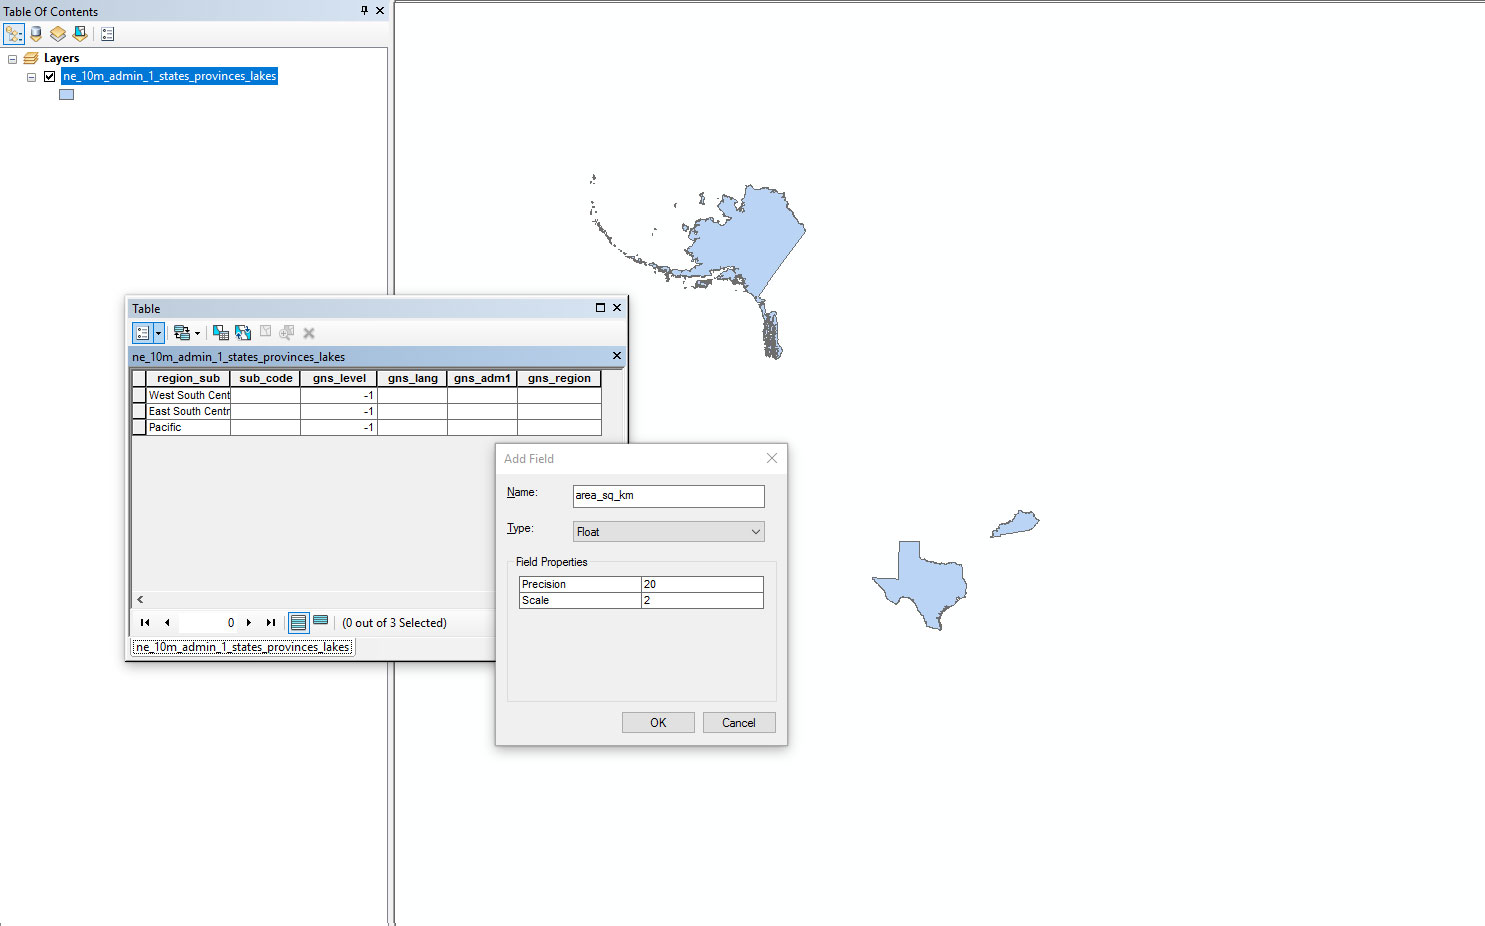 Table Of Contents
Layers
ne_10m_admin_1_states_provinces_lakes
Table
ne_10m_admin_1_states_provinces_lakes
region_sub sub_code gns_level gns_lang gns_adm1 gns_region
West South Cent -1
East South Centr -1
Pacific -1
0 (0 out of 3 Selected)
ne_10m_admin_1_states_provinces_lakes
Add Field
Name: area_sq_km
Type: Float
Field Properties
Precision 20
Scale 2
OK Cancel